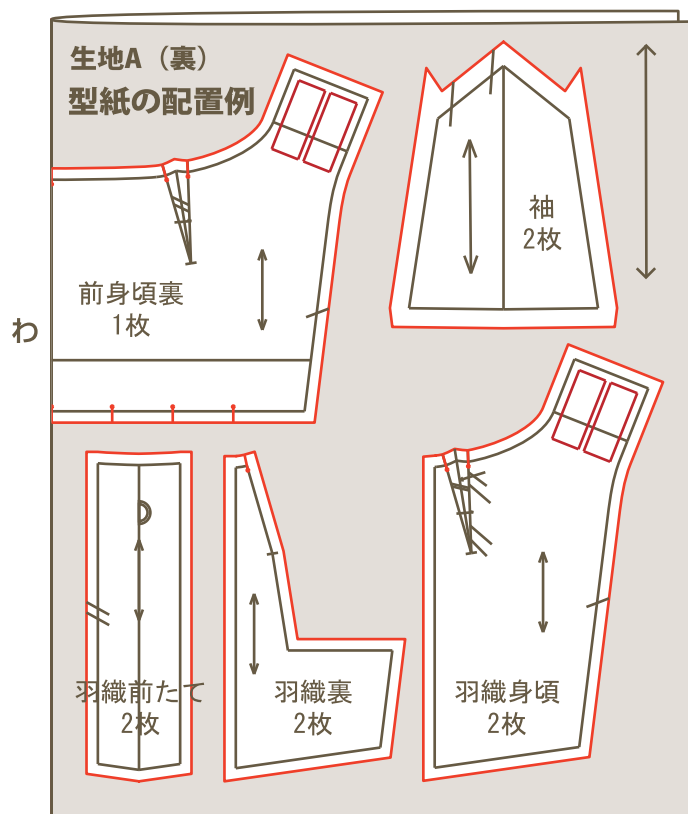 生地A（裏）
型紙の配置例
袖
2枚
前身頃裏
1枚
わ
羽織前たて
2枚
羽織裏
2枚
羽織身頃
2枚